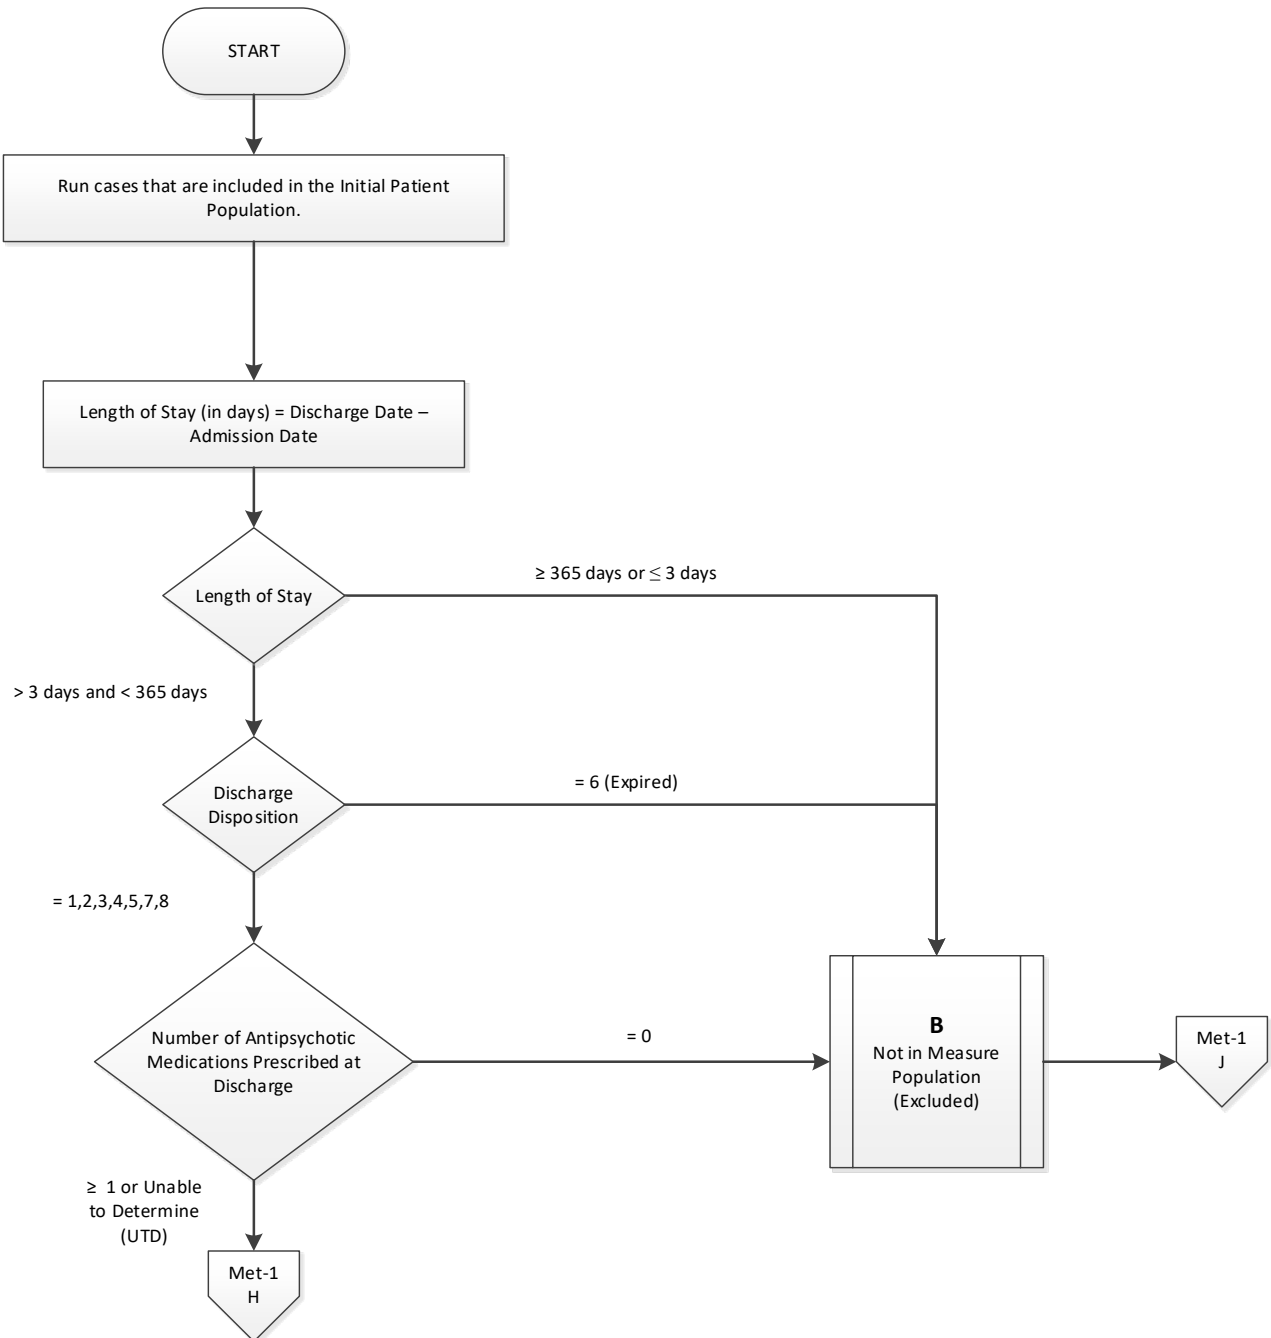 START
Run cases that are included in the Initial Patient
Population.
Length of Stay (in days) = Discharge Date –
Admission Date
Length of Stay
≥ 365 days or ≤ 3 days
> 3 days and < 365 days
Discharge
Disposition
= 6 (Expired)
= 1,2,3,4,5,7,8
Number of Antipsychotic
Medications Prescribed at
Discharge
= 0
B
Not in Measure
Population
(Excluded)
Met-1
J
≥ 1 or Unable
to Determine
(UTD)
Met-1
H